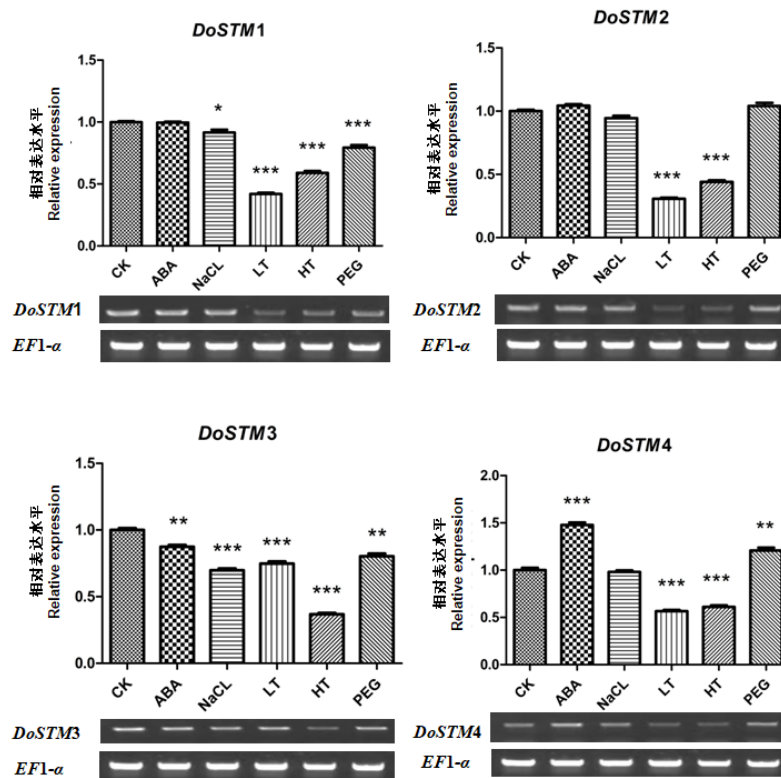 DoSTM1
相对表达水平
Relative expression
1.5
1.0
0.5
0.0
*
***
***
***
CK
ABA
NaCL
LT
HT
PEG
DoSTM1
EF1-α
DoSTM2
相对表达水平
Relative expression
1.5
1.0
0.5
0.0
***
***
CK
ABA
NaCL
LT
HT
PEG
DoSTM2
EF1-α
DoSTM3
相对表达水平
Relative expression
1.5
1.0
0.5
0.0
**
***
***
***
**
CK
ABA
NaCL
LT
HT
PEG
DoSTM3
EF1-α
DoSTM4
相对表达水平
Relative expression
2.0
1.5
1.0
0.5
0.0
***
***
***
**
CK
ABA
NaCL
LT
HT
PEG
DoSTM4
EF1-α